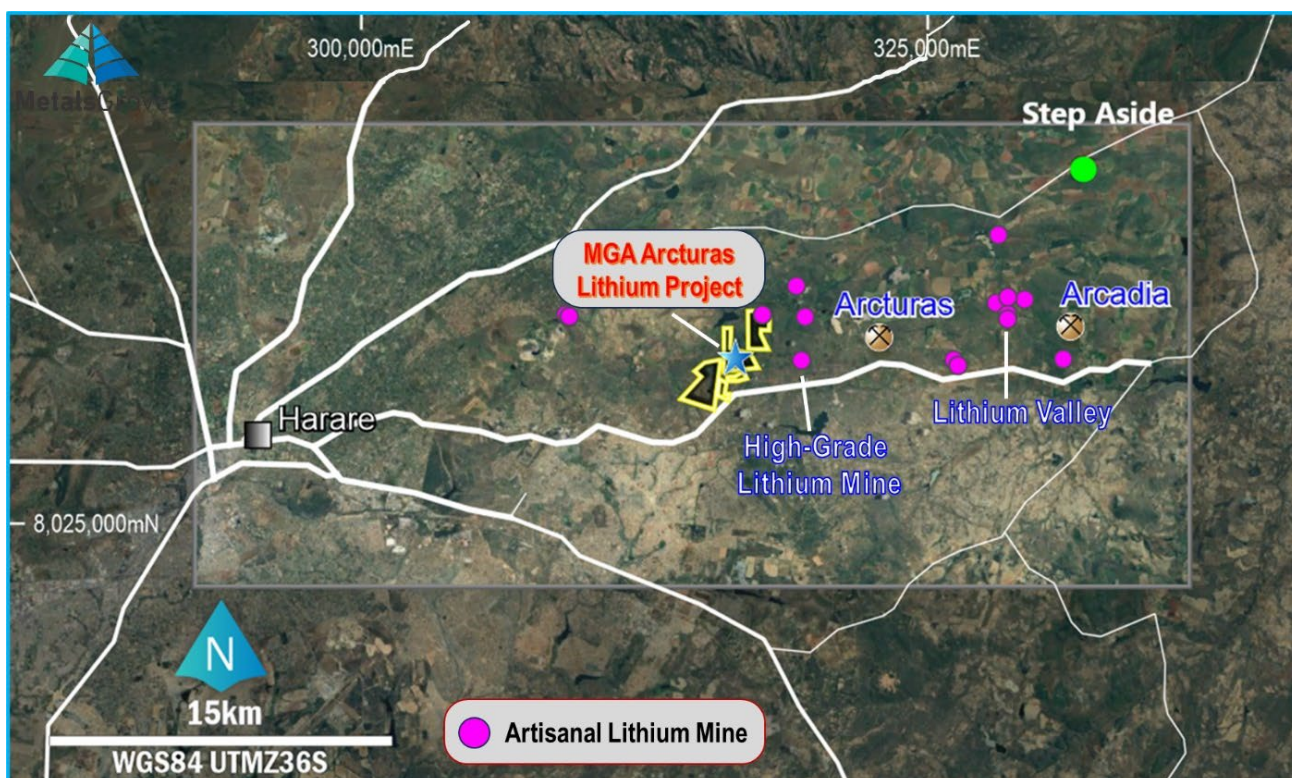 300,000mE
325,000mE
MetalsGrove
Step Aside
MGA Arcturas
Lithium Project
Arcturas
Arcadia
Harare
Lithium Valley
High-Grade
Lithium Mine
8,025,000mN
N
15km
WGS84 UTMZ36S
Artisanal Lithium Mine